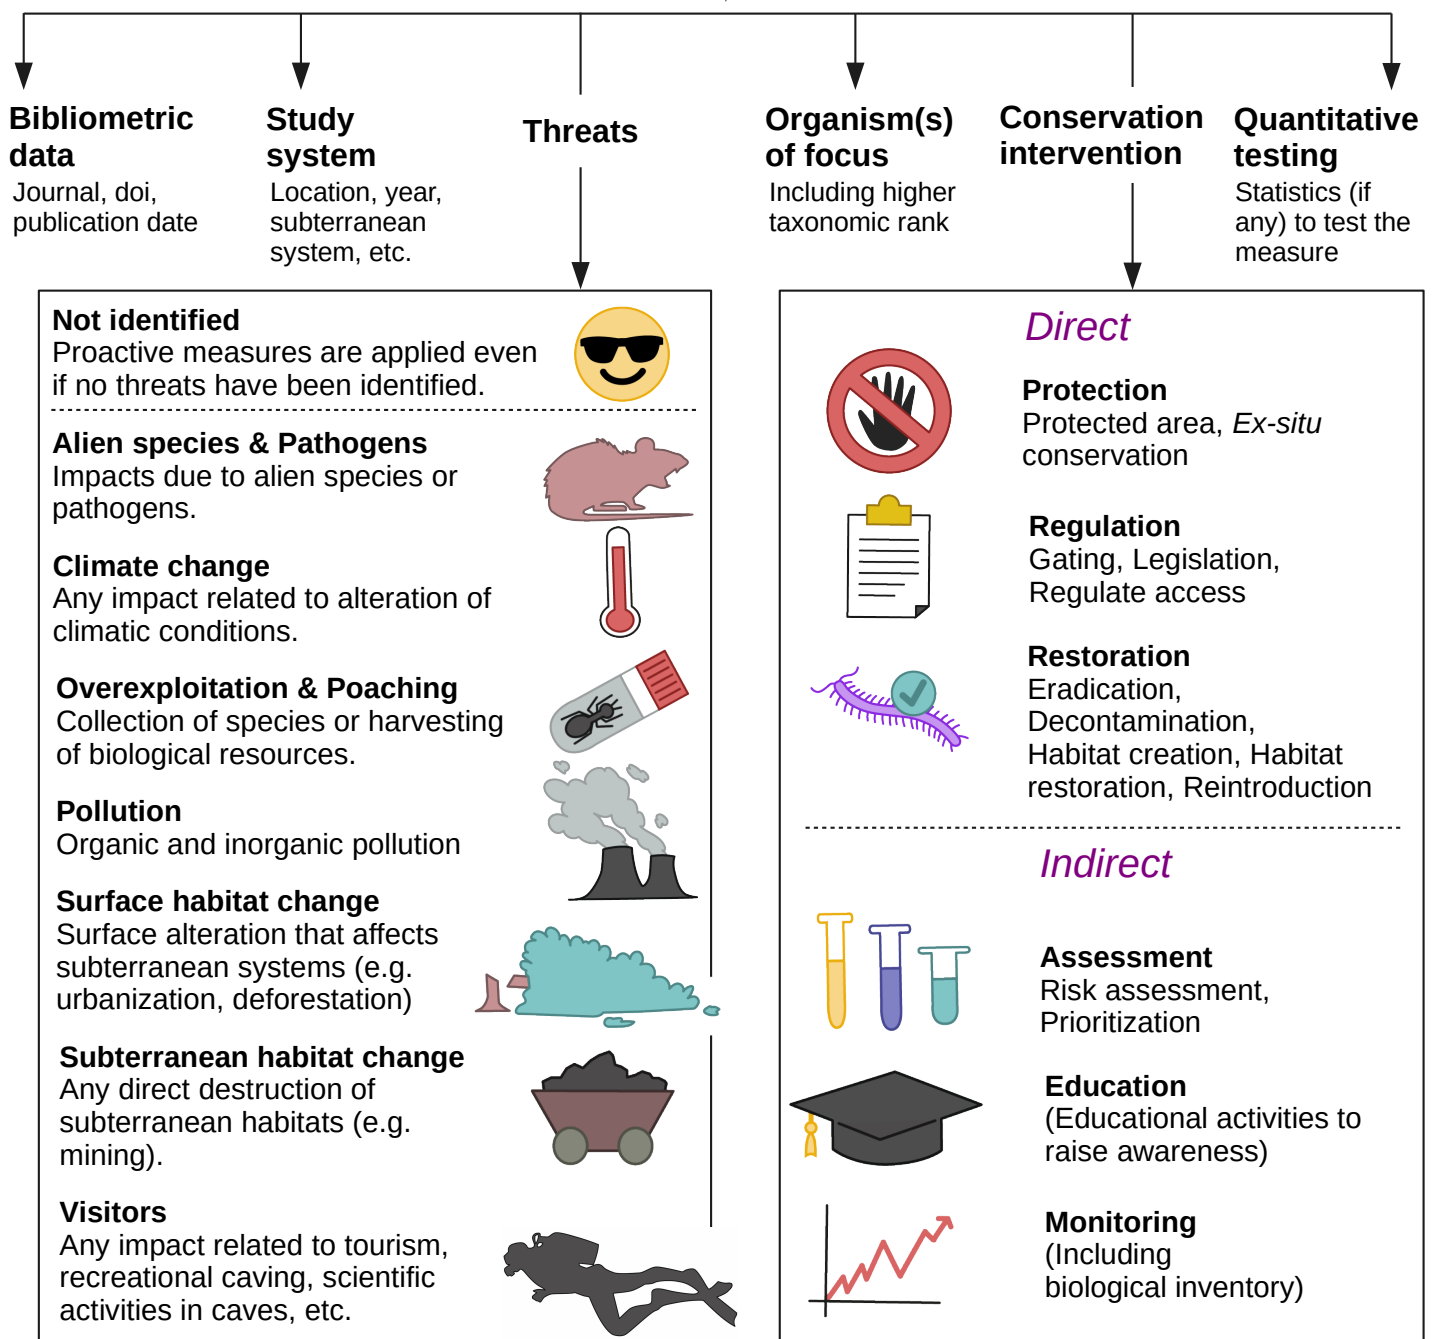 Bibliometric
data
Journal, doi,
publication date
Study
system
Location, year,
subterranean
system, etc.
Threats
Organism(s)
of focus
Including higher
taxonomic rank
Conservation
intervention
Quantitative
testing
Statistics (if
any) to test the
measure
Not identified
Proactive measures are applied even
if no threats have been identified.
Alien species & Pathogens
Impacts due to alien species or
pathogens.
Climate change
Any impact related to alteration of
climatic conditions.
Overexploitation & Poaching
Collection of species or harvesting
of biological resources.
Pollution
Organic and inorganic pollution
Surface habitat change
Surface alteration that affects
subterranean systems (e.g.
urbanization, deforestation)
Subterranean habitat change
Any direct destruction of
subterranean habitats (e.g.
mining).
Visitors
Any impact related to tourism,
recreational caving, scientific
activities in caves, etc.
Direct
Protection
Protected area, Ex-situ
conservation
Regulation
Gating, Legislation,
Regulate access
Restoration
Eradication,
Decontamination,
Habitat creation, Habitat
restoration, Reintroduction
Indirect
Assessment
Risk assessment,
Prioritization
Education
(Educational activities to
raise awareness)
Monitoring
(Including
biological inventory)